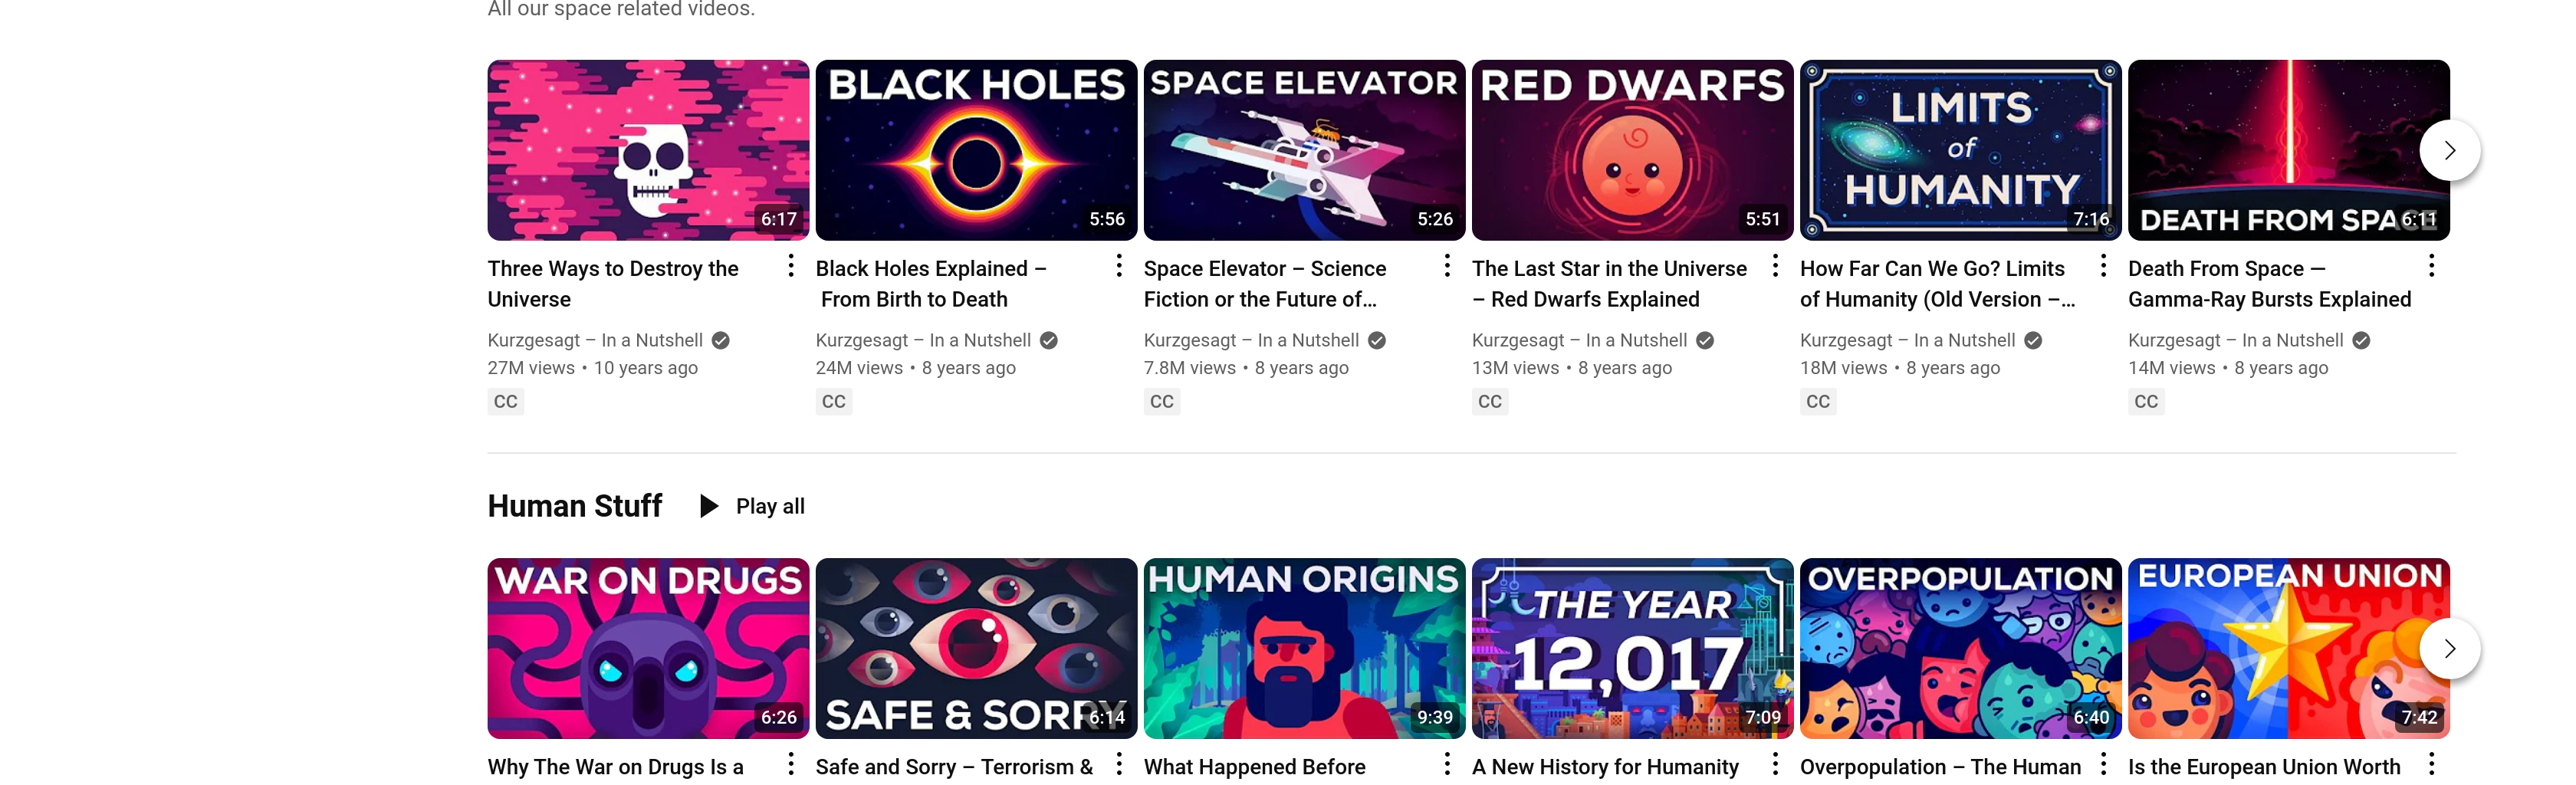 All our space related videos.
6:17
BLACK HOLES
5:56
SPACE ELEVATOR
5:26
RED DWARFS
5:51
LIMITS
of
HUMANITY
7:16
DEATH FROM SPACE
6:11
Three Ways to Destroy the
Universe
Kurzgesagt – In a Nutshell
27M views • 10 years ago
CC
Black Holes Explained –
From Birth to Death
Kurzgesagt – In a Nutshell
24M views • 8 years ago
CC
Space Elevator – Science
Fiction or the Future of...
Kurzgesagt – In a Nutshell
7.8M views • 8 years ago
CC
The Last Star in the Universe
– Red Dwarfs Explained
Kurzgesagt – In a Nutshell
13M views • 8 years ago
CC
How Far Can We Go? Limits
of Humanity (Old Version –...
Kurzgesagt – In a Nutshell
18M views • 8 years ago
CC
Death From Space —
Gamma-Ray Bursts Explained
Kurzgesagt – In a Nutshell
14M views • 8 years ago
CC
Human Stuff Play all
WAR ON DRUGS
6:26
SAFE & SORRY
6:14
HUMAN ORIGINS
9:39
THE YEAR
12,017
7:09
OVERPOPULATION
6:40
EUROPEAN UNION
7:42
Why The War on Drugs Is a
Safe and Sorry – Terrorism &
What Happened Before
A New History for Humanity
Overpopulation – The Human
Is the European Union Worth